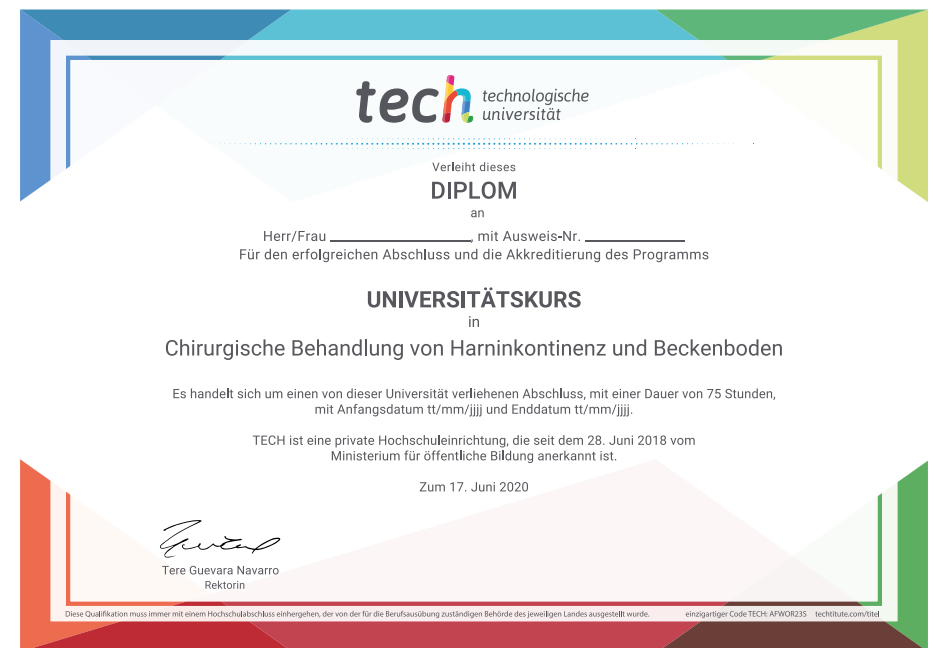 tech technologische
universität
Verleiht dieses
DIPLOM
an
Herr/Frau ____________, mit Ausweis-Nr. ____________
Für den erfolgreichen Abschluss und die Akkreditierung des Programms
UNIVERSITÄTSKURS
in
Chirurgische Behandlung von Harninkontinenz und Beckenboden
Es handelt sich um einen von dieser Universität verliehenen Abschluss, mit einer Dauer von 75 Stunden,
mit Anfangsdatum tt/mm/jjjj und Enddatum tt/mm/jjjj.
TECH ist eine private Hochschuleinrichtung, die seit dem 28. Juni 2018 vom
Ministerium für öffentliche Bildung anerkannt ist.
Zum 17. Juni 2020
Tere Guevara Navarro
Rektorin
Diese Qualifikation muss immer mit einem Hochschulabschluss einhergehen, der von der für die Berufsausübung zuständigen Behörde des jeweiligen Landes ausgestellt wurde. einzigartiger Code TECH: AFWOR23S techtitute.com/titel